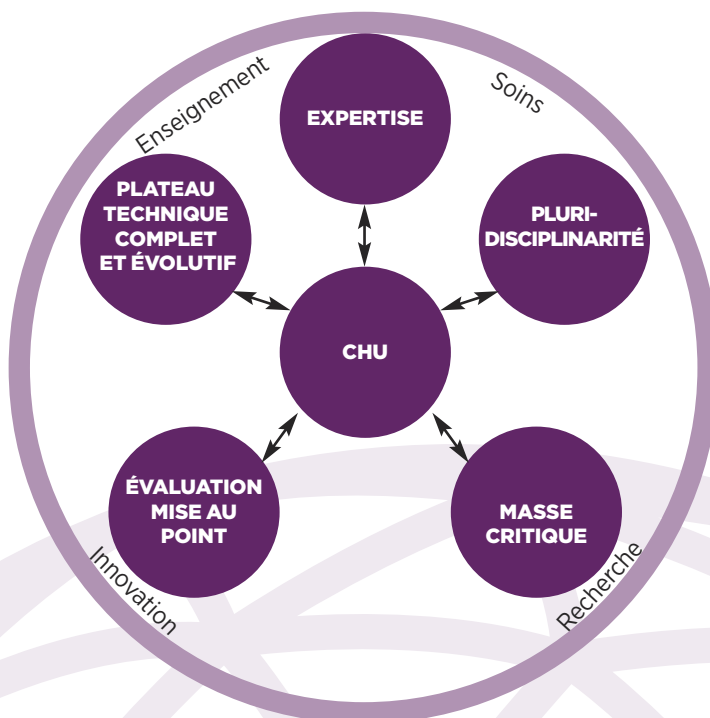 Enseignement
Soins
EXPERTISE
PLATEAU
TECHNIQUE
COMPLET
ET ÉVOLUTIF
PLURI-
DISCIPLINARITÉ
CHU
ÉVALUATION
MISE AU
POINT
MASSE
CRITIQUE
Innovation
Recherche